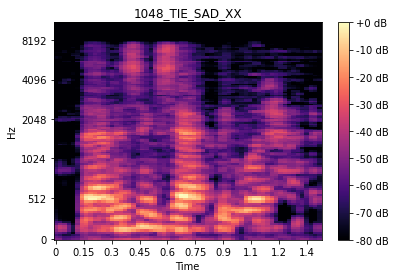 1048_TIE_SAD_XX
+0 dB
8192
-10 dB
4096
-20 dB
-30 dB
2048
-40 dB
Hz
1024
-50 dB
512
-60 dB
-70 dB
0
-80 dB
0 0.15 0.3 0.45 0.6 0.75 0.9 1.1 1.2 1.4
Time